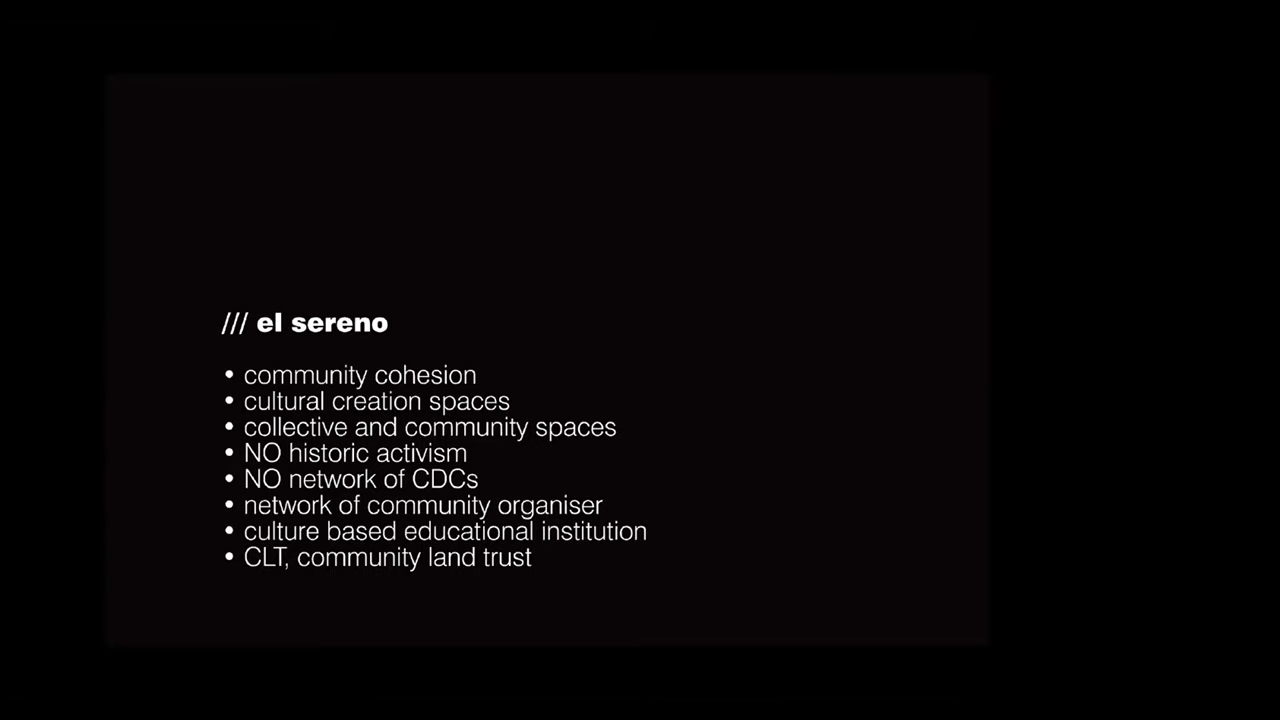 /// el sereno
• community cohesion
• cultural creation spaces
• collective and community spaces
• NO historic activism
• NO network of CDCs
• network of community organiser
• culture based educational institution
• CLT, community land trust